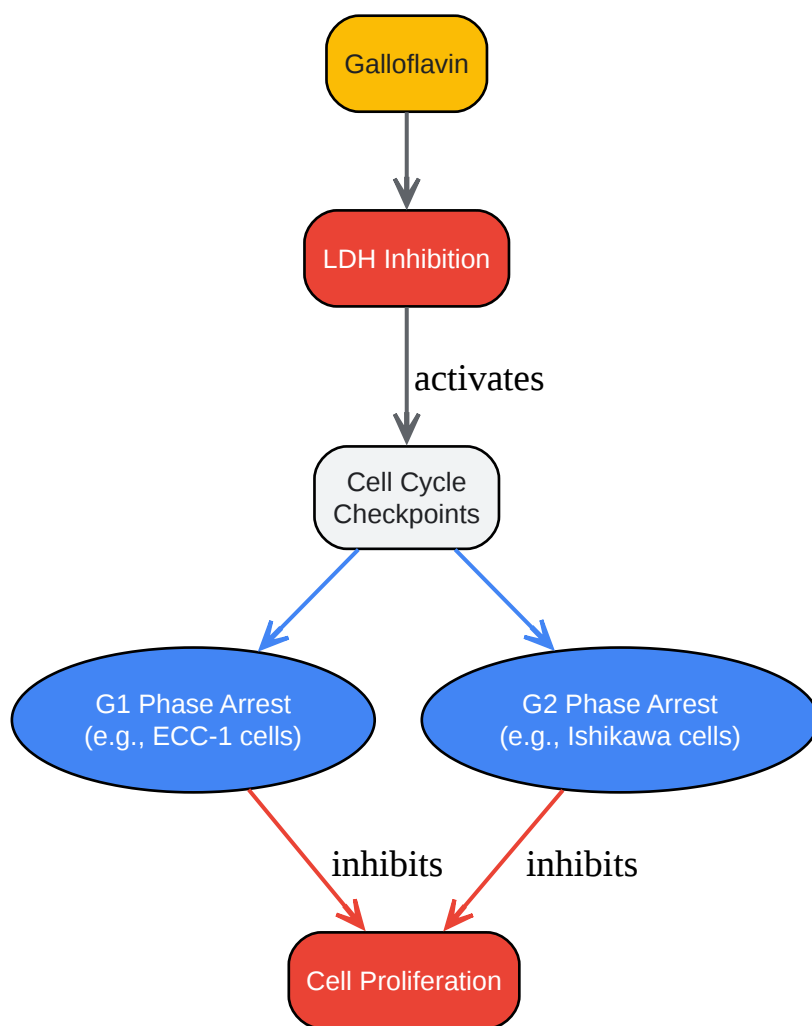 Galloflavin
LDH Inhibition
activates
Cell Cycle
Checkpoints
G1 Phase Arrest
(e.g., ECC-1 cells)
G2 Phase Arrest
(e.g., Ishikawa cells)
inhibits
inhibits
Cell Proliferation